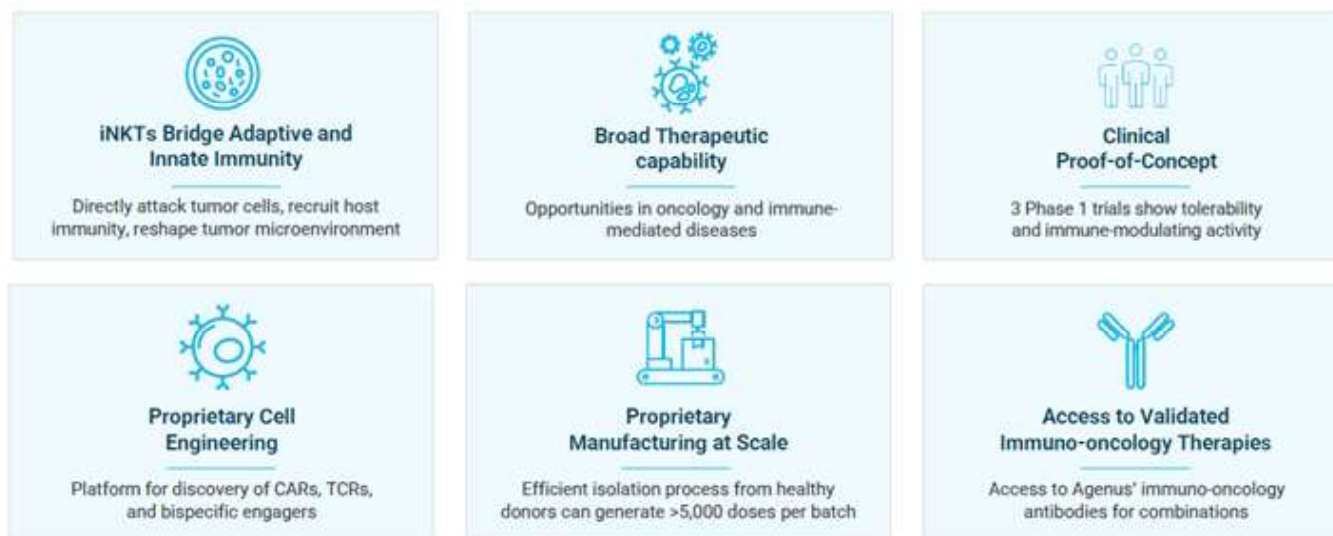 iNKTs Bridge Adaptive and
Innate Immunity
Directly attack tumor cells, recruit host
immunity, reshape tumor microenvironment
Broad Therapeutic
capability
Opportunities in oncology and immune-
mediated diseases
Clinical
Proof-of-Concept
3 Phase 1 trials show tolerability
and immune-modulating activity
Proprietary Cell
Engineering
Platform for discovery of CARs, TCRs,
and bispecific engagers
Proprietary
Manufacturing at Scale
Efficient isolation process from healthy
donors can generate >5,000 doses per batch
Access to Validated
Immuno-oncology Therapies
Access to Agenus' immuno-oncology
antibodies for combinations